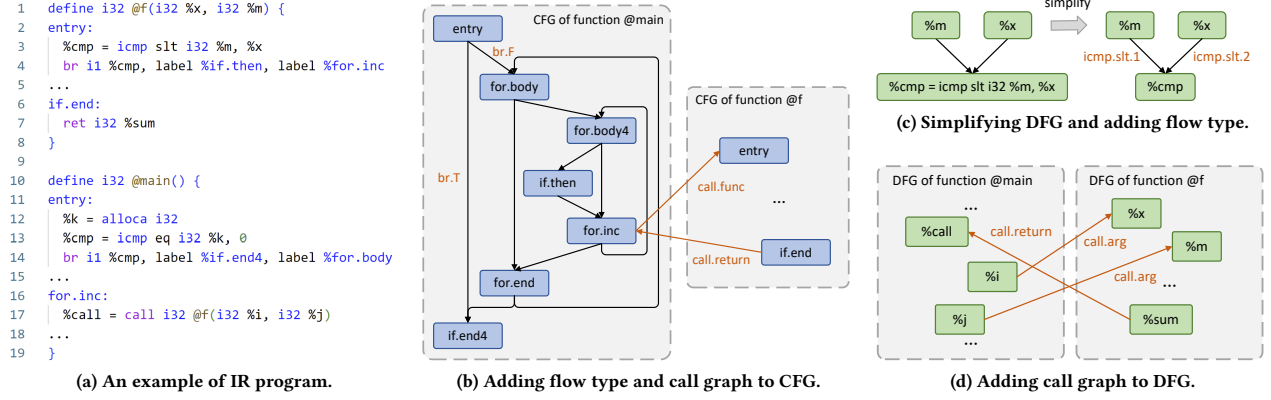 1 define i32 @f(i32 %x, i32 %m) {
2 entry:
3 %cmp = icmp slt i32 %m, %x
4 br i1 %cmp, label %if.then, label %for.inc
5 ...
6 if.end:
7 ret i32 %sum
8 }
9
10 define i32 @main() {
11 entry:
12 %k = alloca i32
13 %cmp = icmp eq i32 %k, 0
14 br i1 %cmp, label %if.end4, label %for.body
15 ...
16 for.inc:
17 %call = call i32 @f(i32 %i, i32 %j)
18 ...
19 }
(a) An example of IR program.
CFG of function @main
entry
br.F
for.body
for.body4
br.T
if.then
for.inc
for.end
if.end4
CFG of function @f
entry
call.func
...
if.end
call.return
(b) Adding flow type and call graph to CFG.
simplify
%m
%x
%cmp = icmp slt i32 %m, %x
%m
%x
icmp.slt.1
icmp.slt.2
%cmp
(c) Simplifying DFG and adding flow type.
DFG of function @main
...
%call
call.return
%i
%j
...
DFG of function @f
%x
call.arg
%m
call.arg
...
%sum
(d) Adding call graph to DFG.